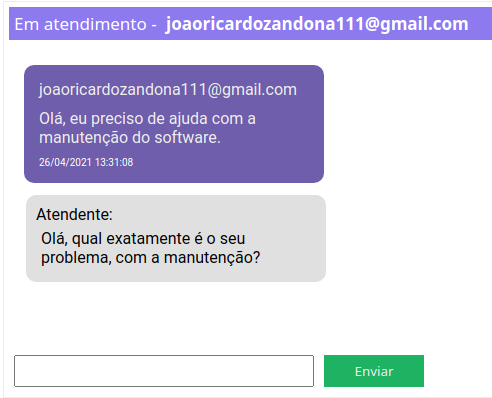 Em atendimento - joaoricardozandona111@gmail.com
joaoricardozandona111@gmail.com
Olá, eu preciso de ajuda com a
manutenção do software.
26/04/2021 13:31:08
Atendente:
Olá, qual exatamente é o seu
problema, com a manutenção?
Enviar